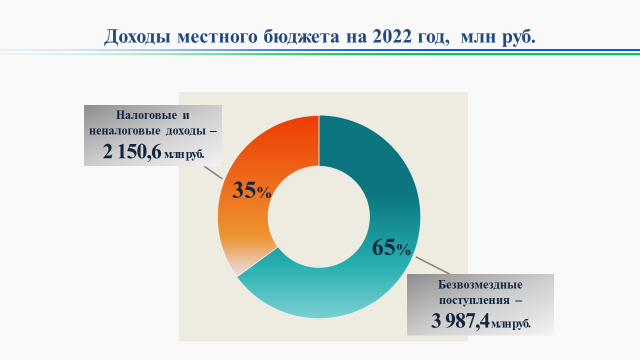 Доходы местного бюджета на 2022 год, млн руб.
Налоговые и
неналоговые доходы –
2 150,6 млн руб.
35%
65%
Безвозмездные
поступления –
3 987,4 млн руб.